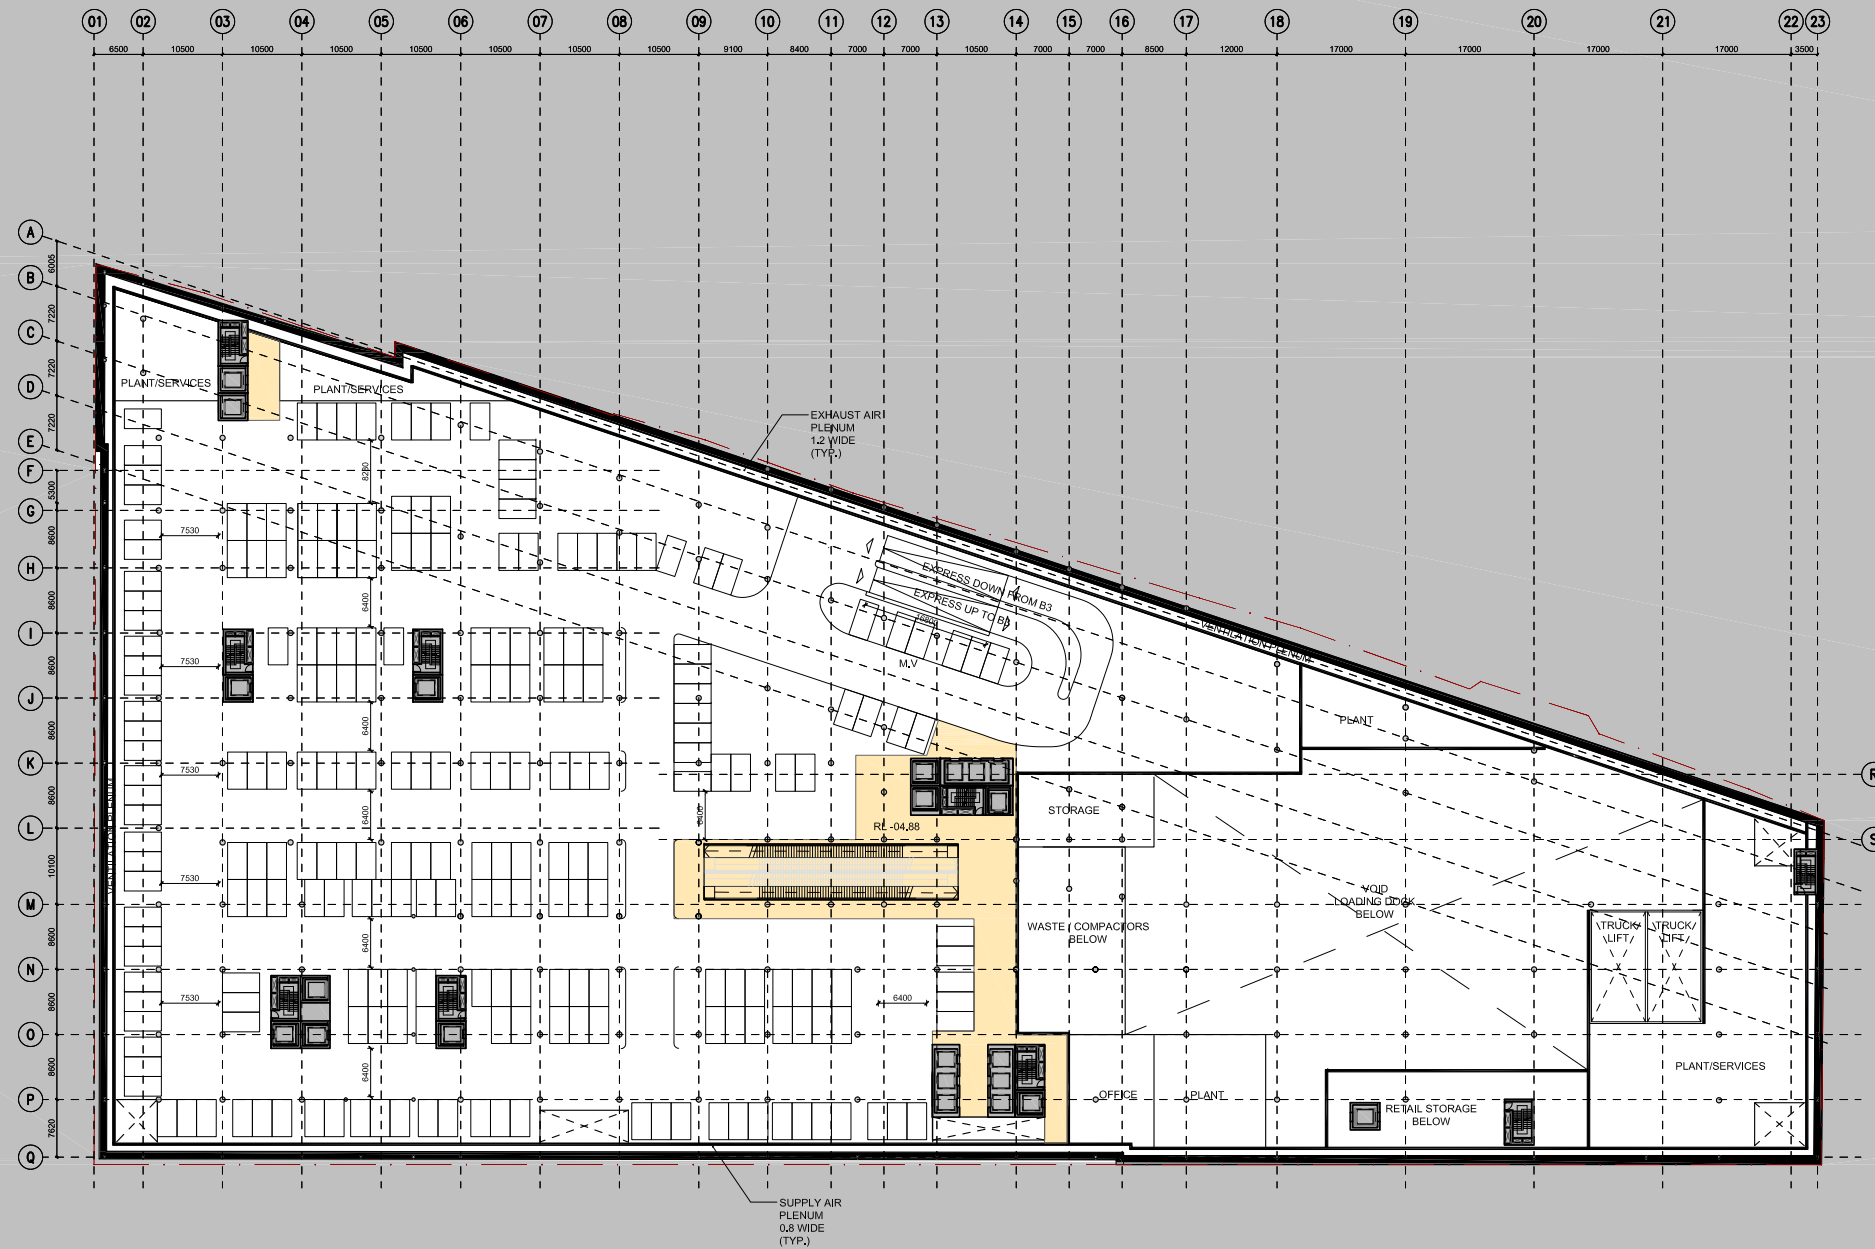 01 02 03 04 05 06 07 08 09 10 11 12 13 14 15 16 17 18 19 20 21 22 23
6500 10500 10500 10500 10500 10500 10500 10500 9100 8400 7000 7000 10500 7000 7000 8500 12000 17000 17000 17000 17000 3500
A
6005
B
7220
C
7220
D
7220
E
F
5300
G
8600
H
8600
I
8600
J
8600
K
8600
L
10100
M
8600
N
8600
O
8600
P
7620
Q
R
S
PLANT/SERVICES
PLANT/SERVICES
EXHAUST AIR
PLENUM
1.2 WIDE
(TYP.)
7530
6400
EXPRESS DOWN FROM B3
EXPRESS UP TO B3
M.V
VENTILATION PLENUM
7530
6400
PLANT
7530
6400
6400
STORAGE
RL -04.88
VENTILATION PLENUM
7530
VOID
LOADING DOCK
BELOW
WASTE COMPACTORS
BELOW
TRUCK
LIFT
TRUCK
LIFT
6400
7530
6400
6400
PLANT/SERVICES
OFFICE
PLANT
RETAIL STORAGE
BELOW
SUPPLY AIR
PLENUM
0.8 WIDE
(TYP.)